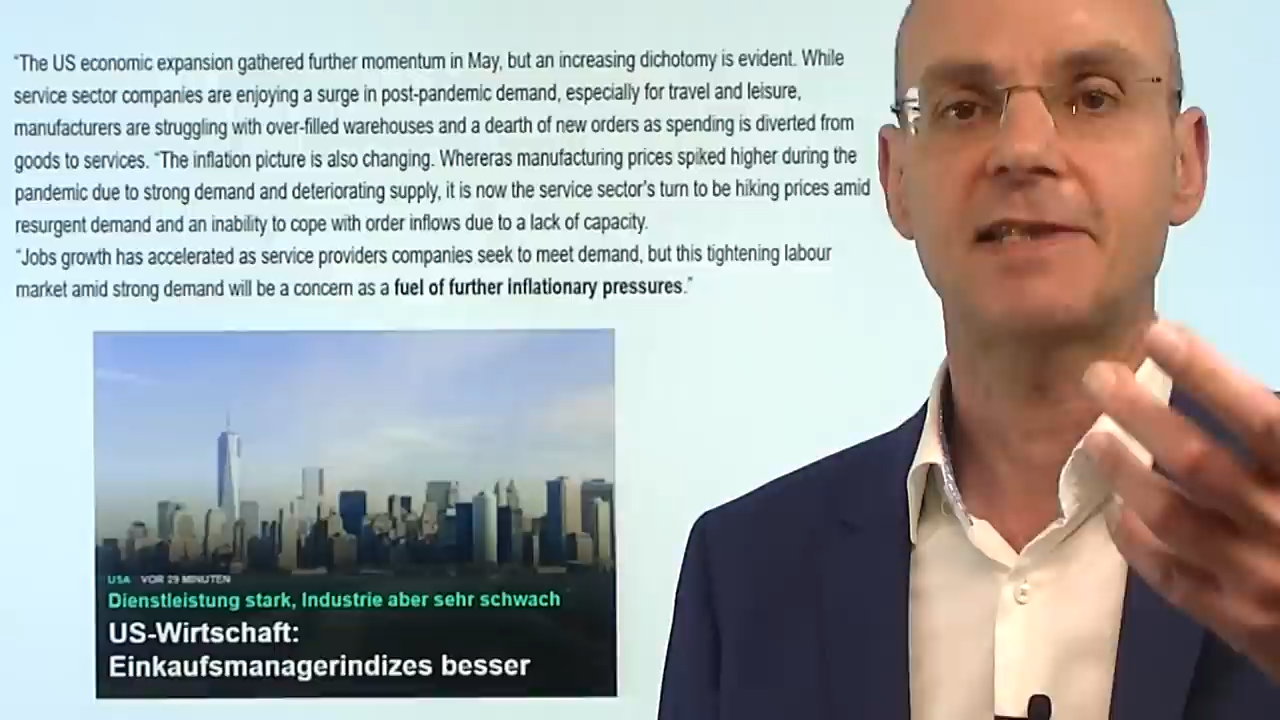 "The US economic expansion gathered further momentum in May, but an increasing dichotomy is evident. While
service sector companies are enjoying a surge in post-pandemic demand, especially for travel and leisure,
manufacturers are struggling with over-filled warehouses and a dearth of new orders as spending is diverted from
goods to services. "The inflation picture is also changing. Whereras manufacturing prices spiked higher during the
pandemic due to strong demand and deteriorating supply, it is now the service sector's turn to be hiking prices amid
resurgent demand and an inability to cope with order inflows due to a lack of capacity.
"Jobs growth has accelerated as service providers companies seek to meet demand, but this tightening labour
market amid strong demand will be a concern as a fuel of further inflationary pressures."
USA VOR 29 MINUTEN
Dienstleistung stark, Industrie aber sehr schwach
US-Wirtschaft:
Einkaufsmanagerindizes besser